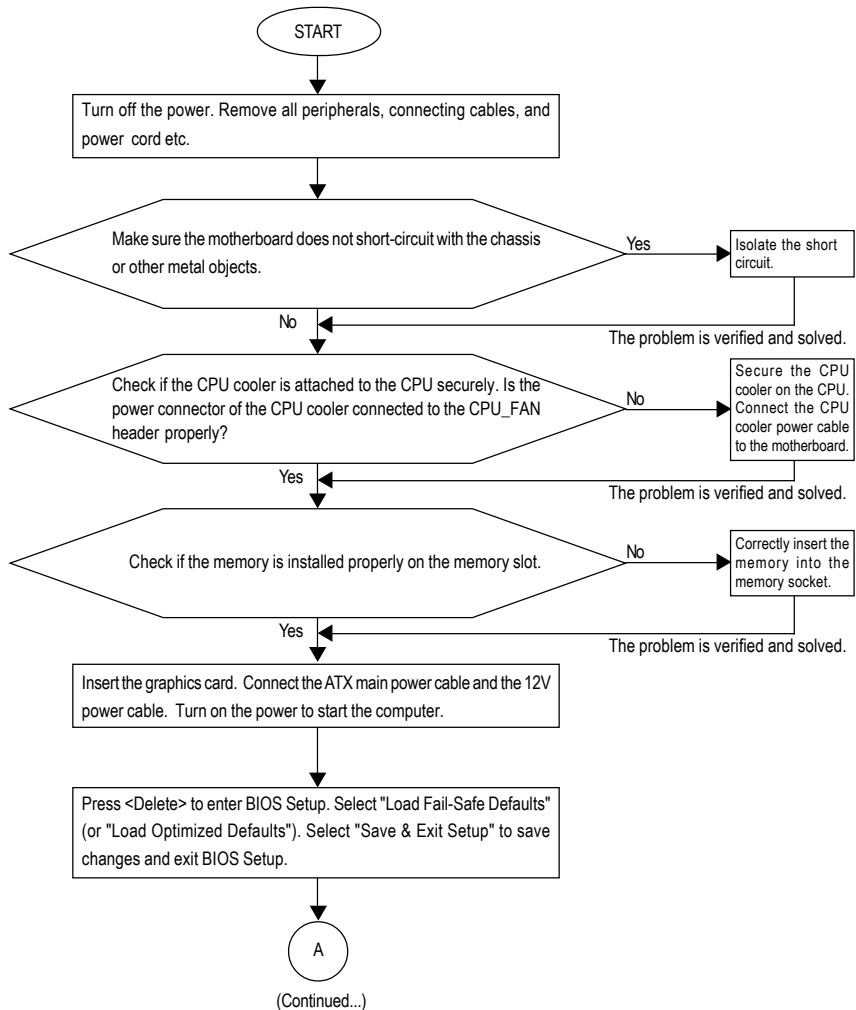 START
Turn off the power. Remove all peripherals, connecting cables, and
power cord etc.
Make sure the motherboard does not short-circuit with the chassis
or other metal objects.
Yes
Isolate the short
circuit.
No
The problem is verified and solved.
Check if the CPU cooler is attached to the CPU securely. Is the
power connector of the CPU cooler connected to the CPU_FAN
header properly?
No
Secure the CPU
cooler on the CPU.
Connect the CPU
cooler power cable
to the motherboard.
Yes
The problem is verified and solved.
Check if the memory is installed properly on the memory slot.
No
Correctly insert the
memory into the
memory socket.
Yes
The problem is verified and solved.
Insert the graphics card. Connect the ATX main power cable and the 12V
power cable. Turn on the power to start the computer.
Press <Delete> to enter BIOS Setup. Select "Load Fail-Safe Defaults"
(or "Load Optimized Defaults"). Select "Save & Exit Setup" to save
changes and exit BIOS Setup.
A
(Continued...)